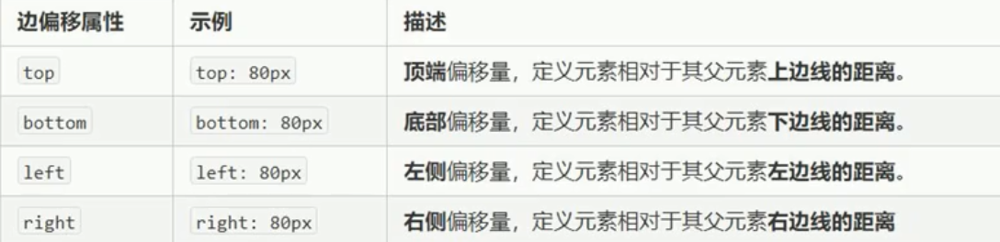 边偏移属性 示例 描述
top top: 80px 顶端偏移量，定义元素相对于其父元素上边线的距离。
bottom bottom: 80px 底部偏移量，定义元素相对于其父元素下边线的距离。
left left: 80px 左侧偏移量，定义元素相对于其父元素左边线的距离。
right right: 80px 右侧偏移量，定义元素相对于其父元素右边线的距离